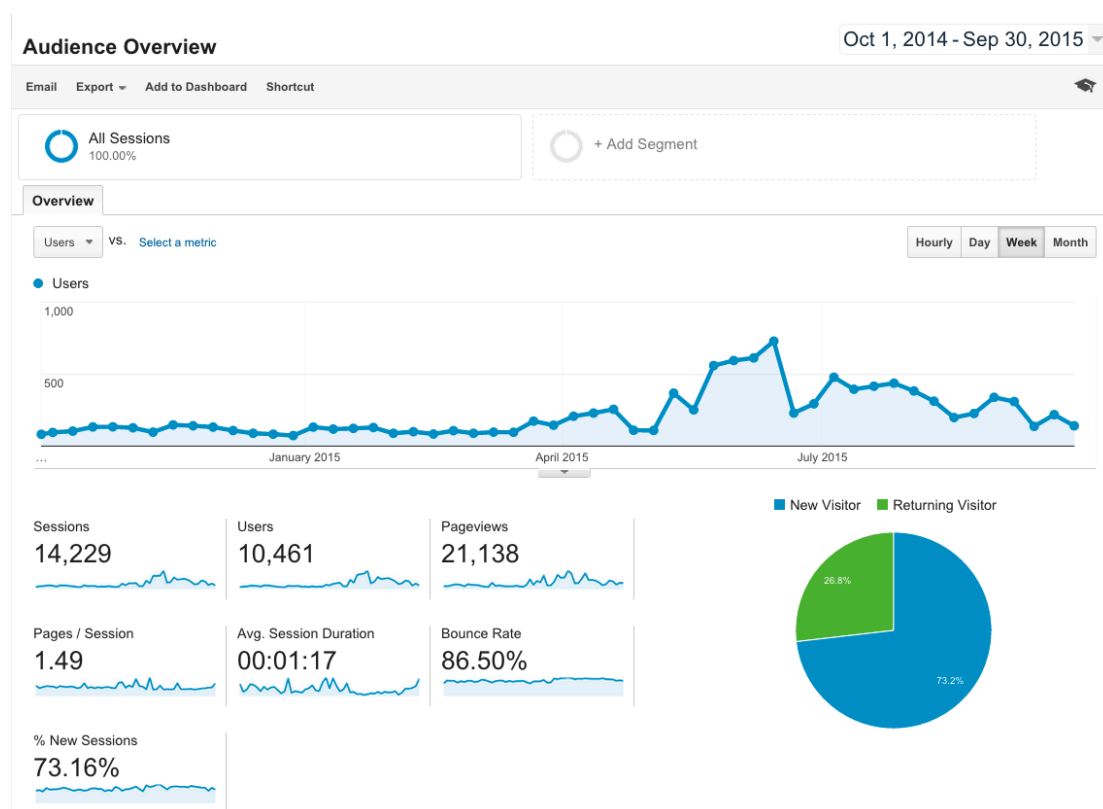 Audience Overview
Oct 1, 2014 - Sep 30, 2015
Email Export Add to Dashboard Shortcut
All Sessions
100.00%
+ Add Segment
Overview
Users VS. Select a metric
Hourly Day Week Month
Users
1,000
500
...
January 2015 April 2015 July 2015
New Visitor Returning Visitor
Sessions Users Pageviews
14,229 10,461 21,138
26.8%
Pages / Session Avg. Session Duration Bounce Rate
1.49 00:01:17 86.50%
73.2%
% New Sessions
73.16%